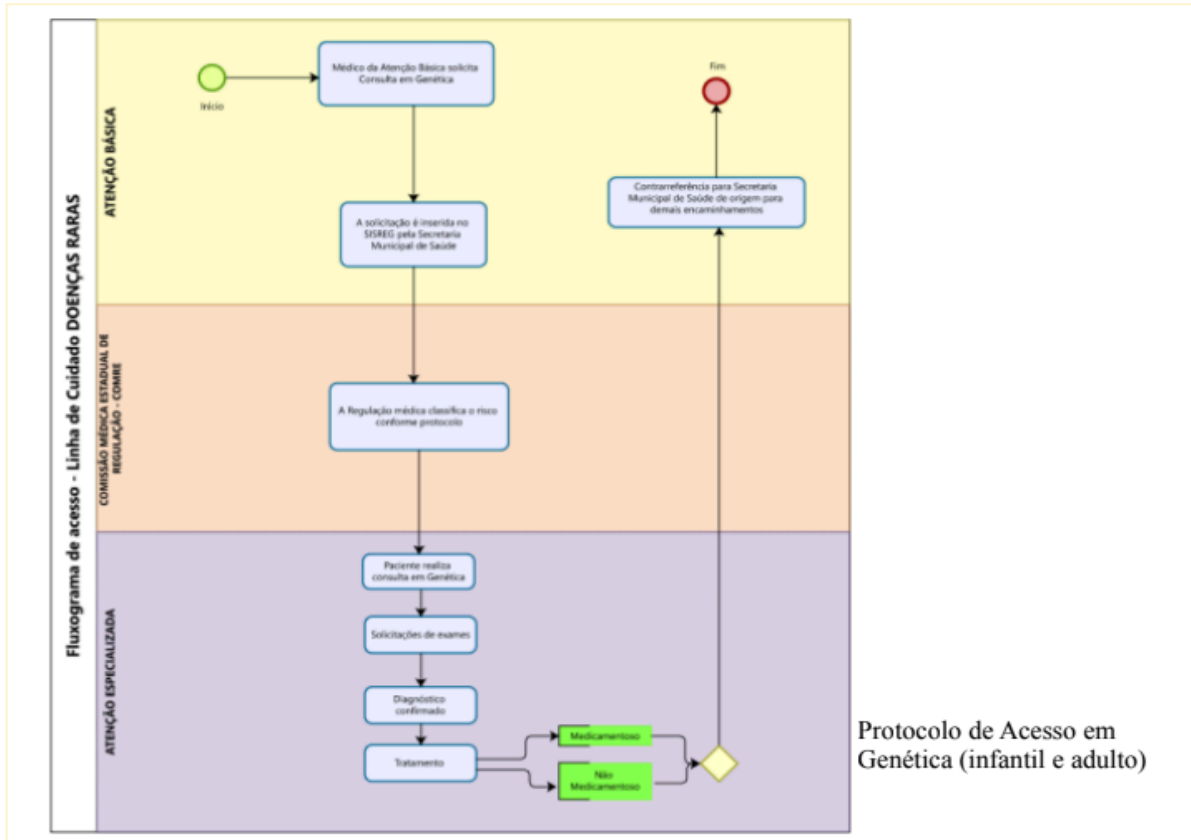 Fluxograma de acesso - Linha de Cuidado DOENÇAS RARAS
ATENÇÃO BÁSICA
Início
Médico da Atenção Básica solicita
Consulta em Genética
A solicitação é inserida no
SISREG pela Secretaria
Municipal de Saúde
Fim
Contrarreferência para Secretaria
Municipal de Saúde de origem para
demais encaminhamentos
COMISSÃO MÉDICA ESTADUAL DE
REGULAÇÃO - COMRE
A Regulação médica classifica o risco
conforme protocolo
ATENÇÃO ESPECIALIZADA
Paciente realiza
consulta em Genética
Solicitações de exames
Diagnóstico
confirmado
Tratamento
Medicamentoso
Não
Medicamentoso
Protocolo de Acesso em
Genética (infantil e adulto)